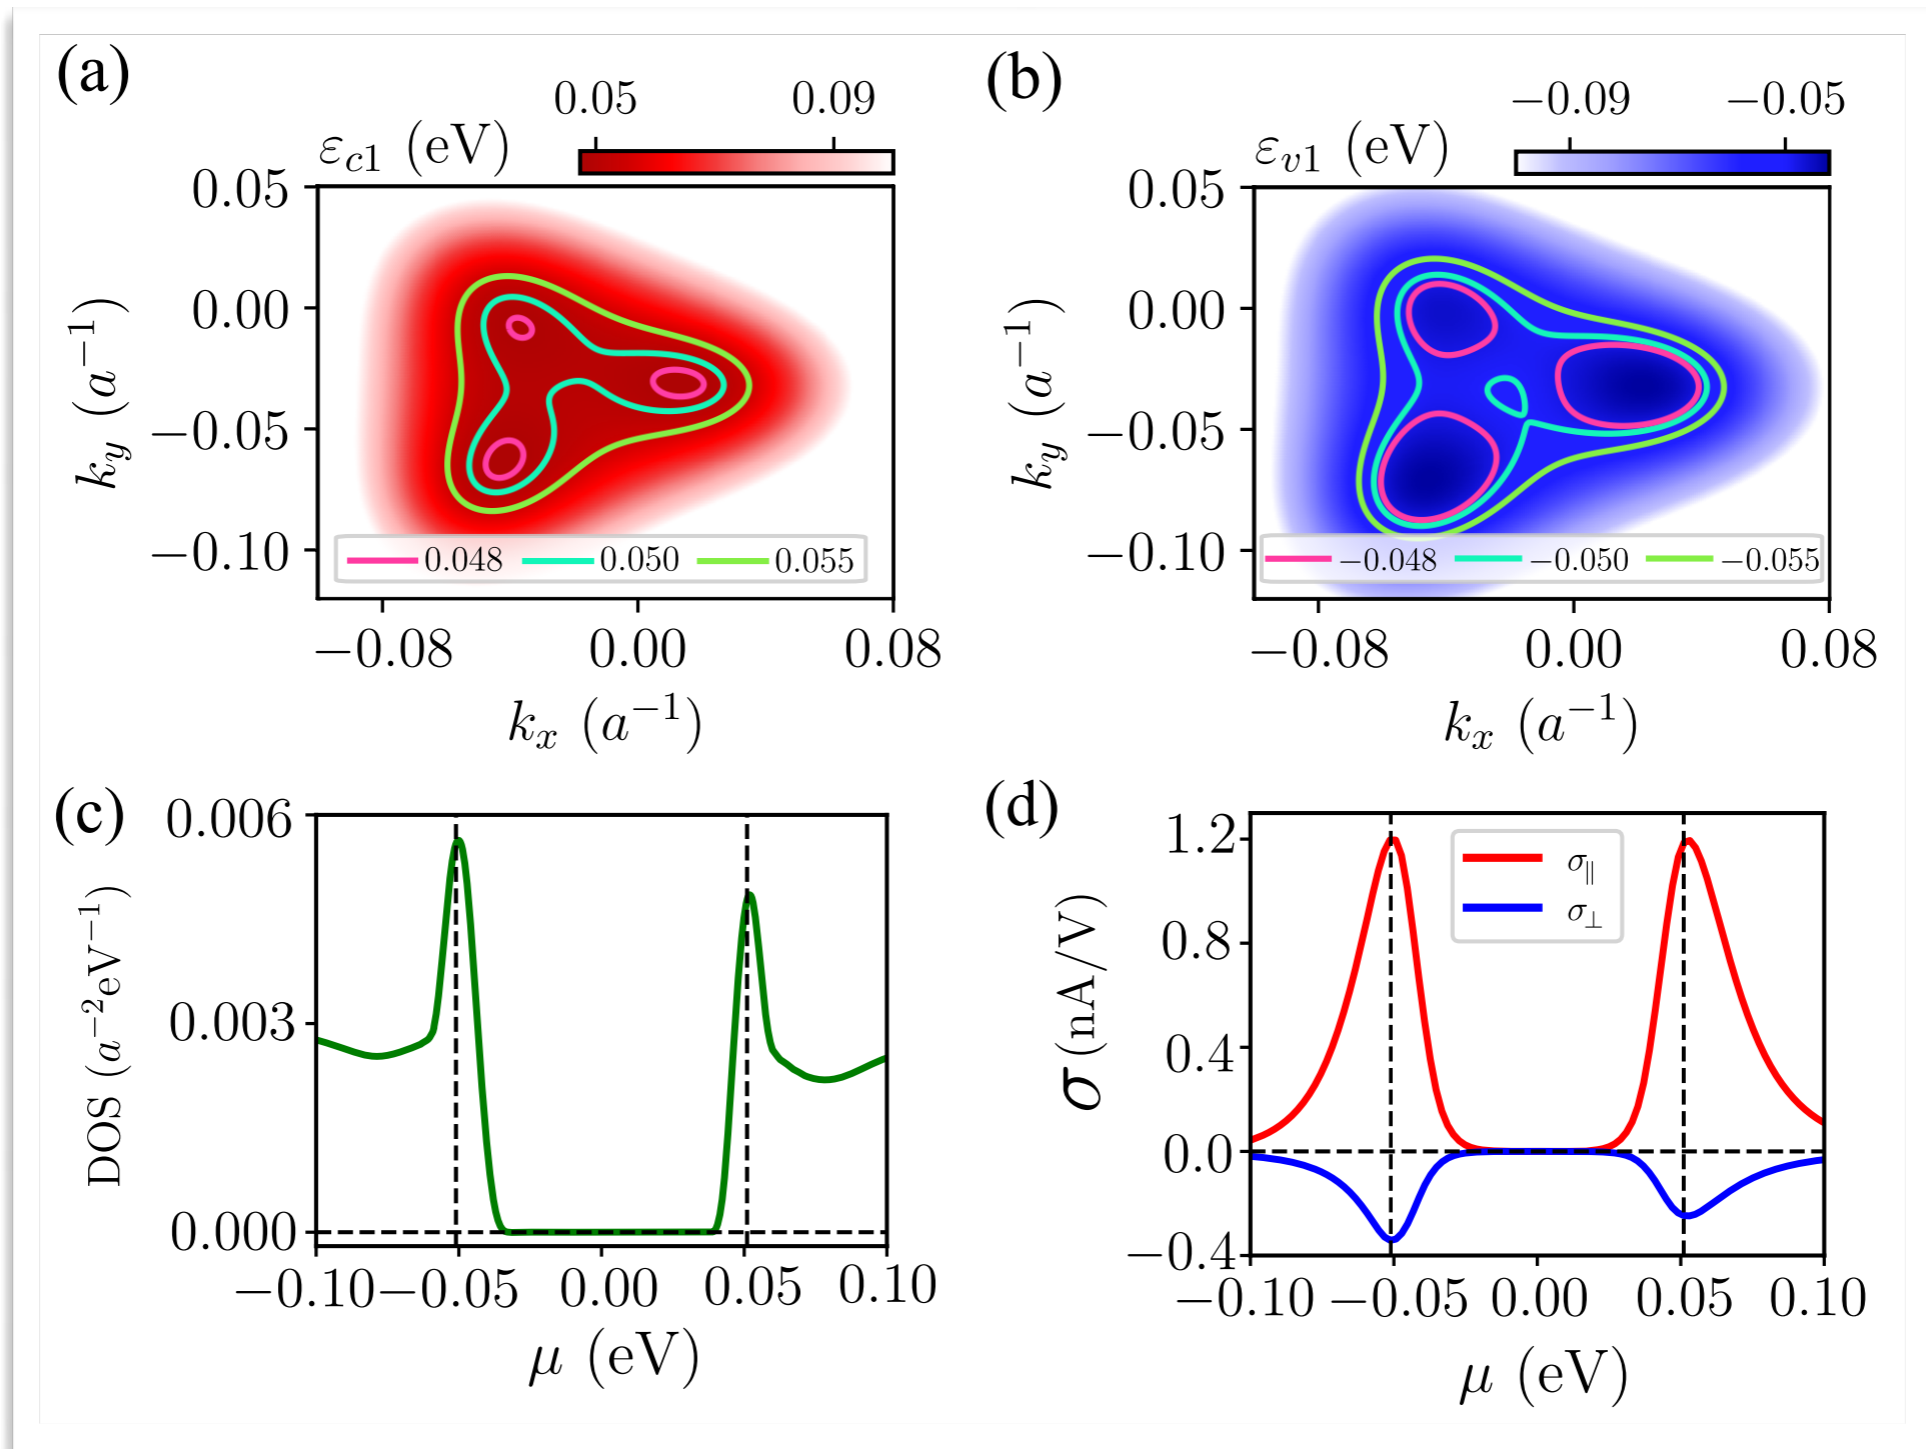 (a)
0.05 0.09
ε_{c1} (eV)
0.05
0.00
−0.05
−0.10
k_y (a^{−1})
0.048 0.050 0.055
−0.08 0.00 0.08
k_x (a^{−1})
(b)
−0.09 −0.05
ε_{v1} (eV)
0.05
0.00
−0.05
−0.10
k_y (a^{−1})
−0.048 −0.050 −0.055
−0.08 0.00 0.08
k_x (a^{−1})
(c)
0.006
0.003
0.000
DOS (a^{−2}eV^{−1})
−0.10 −0.05 0.00 0.05 0.10
μ (eV)
(d)
1.2
0.8
0.4
0.0
−0.4
σ (nA/V)
σ_∥
σ_⊥
−0.10 −0.05 0.00 0.05 0.10
μ (eV)